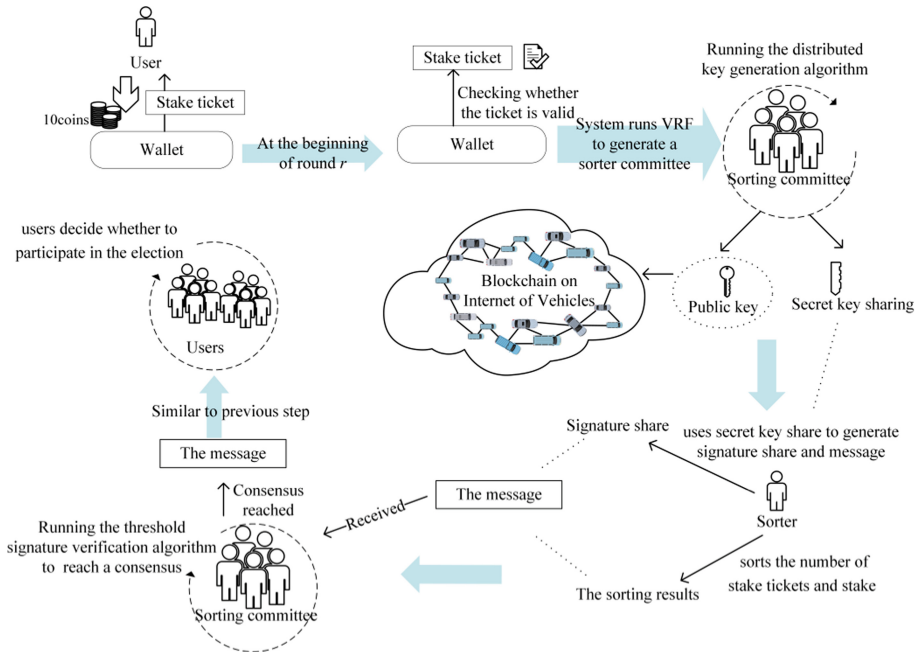 User
Stake ticket
10coins
Wallet
At the beginning
of round r
Stake ticket
Checking whether
the ticket is valid
Wallet
System runs VRF
to generate a
sorter committee
Running the distributed
key generation algorithm
Sorting committee
Public key
Secret key sharing
Blockchain on
Internet of Vehicles
uses secret key share to generate
signature share and message
Sorter
Signature share
sorts the number of
stake tickets and stake
The sorting results
The message
Received
Running the threshold
signature verification algorithm
to reach a consensus
Sorting committee
Consensus
reached
The message
Similar to previous step
users decide whether to
participate in the election
Users